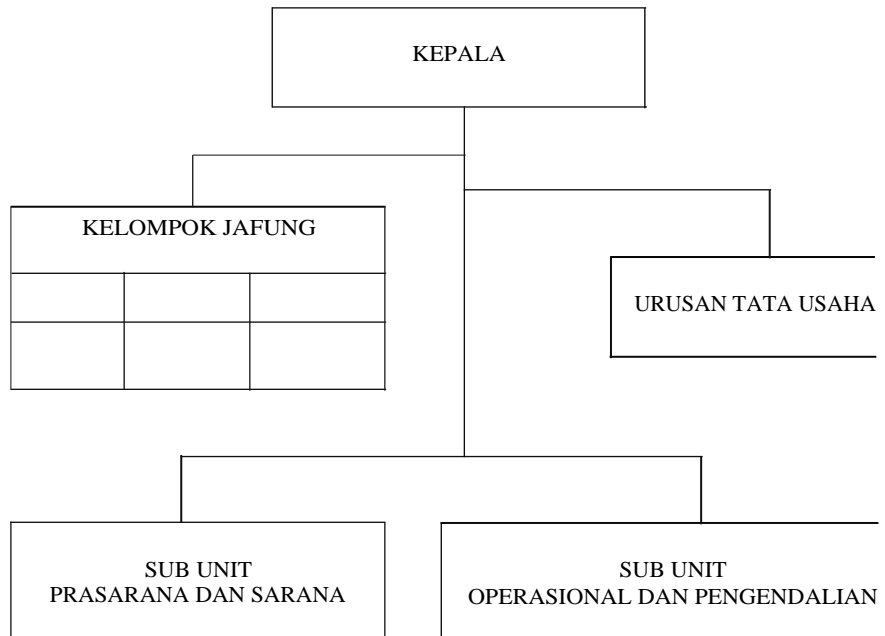 KEPALA
KELOMPOK JAFUNG
URUSAN TATA USAHA
SUB UNIT
PRASARANA DAN SARANA
SUB UNIT
OPERASIONAL DAN PENGENDALIAN